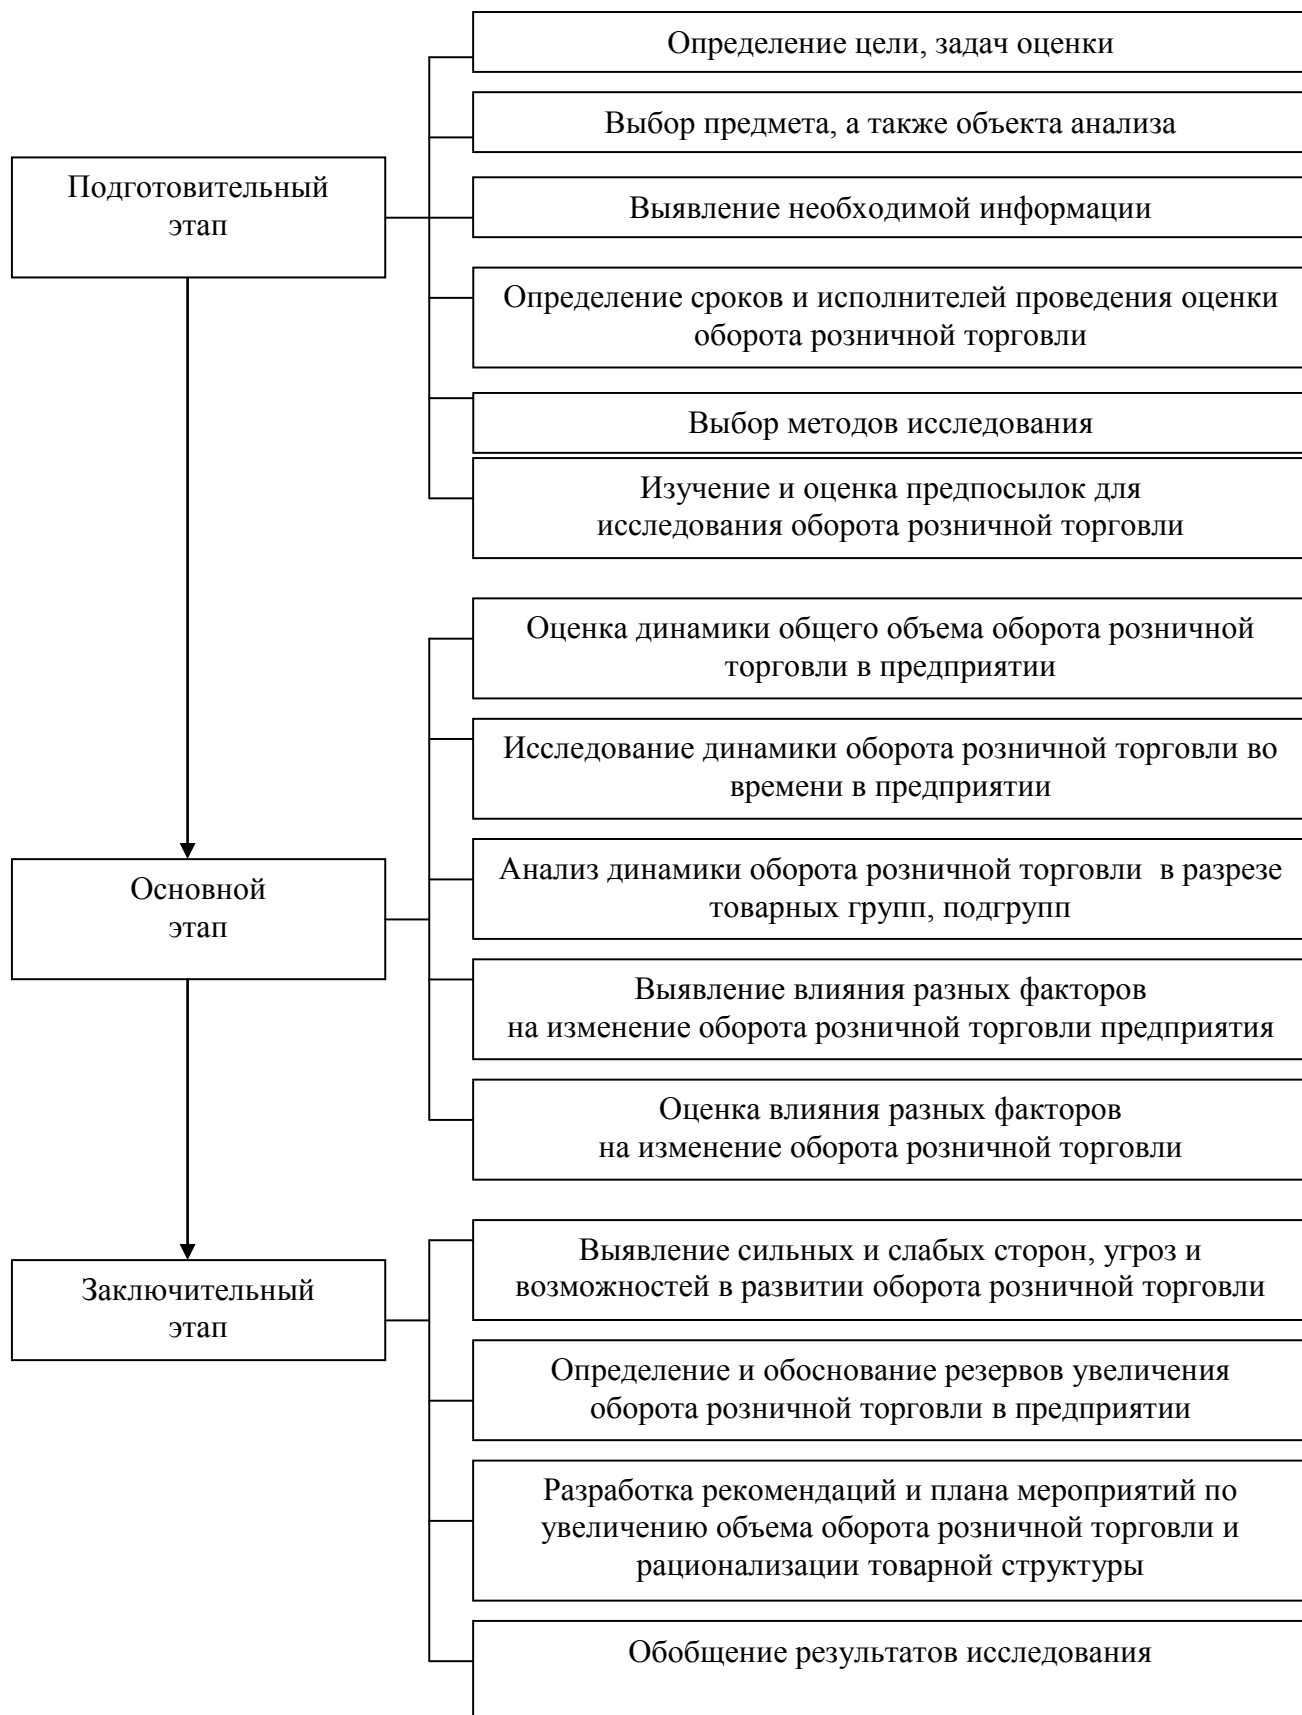 Определение цели, задач оценки
Выбор предмета, а также объекта анализа
Подготовительный
этап
Выявление необходимой информации
Определение сроков и исполнителей проведения оценки
оборота розничной торговли
Выбор методов исследования
Изучение и оценка предпосылок для
исследования оборота розничной торговли
Оценка динамики общего объема оборота розничной
торговли в предприятии
Исследование динамики оборота розничной торговли во
времени в предприятии
Основной
этап
Анализ динамики оборота розничной торговли  в разрезе
товарных групп, подгрупп
Выявление влияния разных факторов
на изменение оборота розничной торговли предприятия
Оценка влияния разных факторов
на изменение оборота розничной торговли
Заключительный
этап
Выявление сильных и слабых сторон, угроз и
возможностей в развитии оборота розничной торговли
Определение и обоснование резервов увеличения
оборота розничной торговли в предприятии
Разработка рекомендаций и плана мероприятий по
увеличению объема оборота розничной торговли и
рационализации товарной структуры
Обобщение результатов исследования